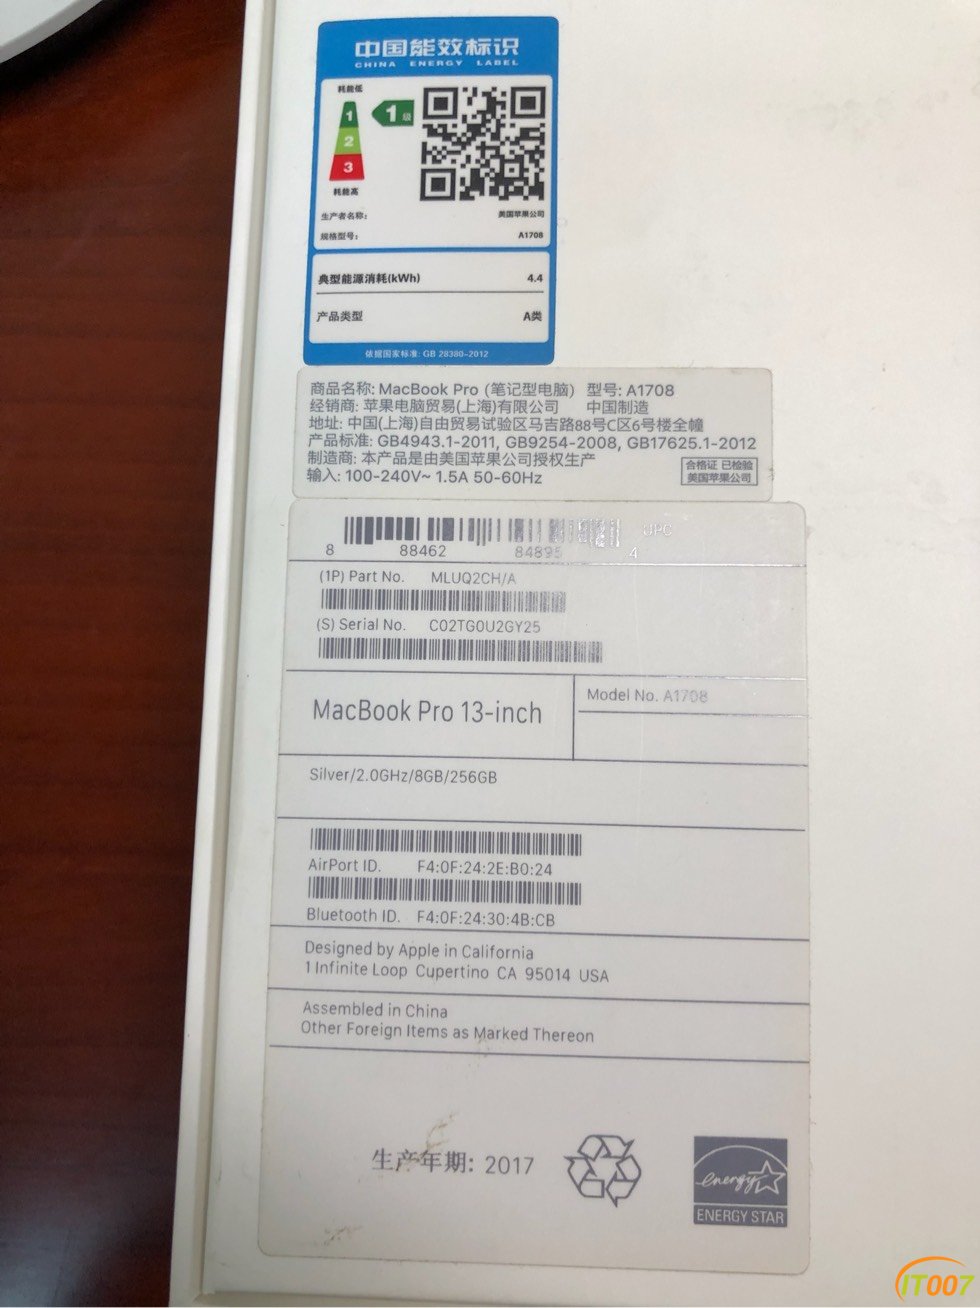 中国能效标识
CHINA ENERGY LABEL
耗能低
1
1级
2
3
耗能高
生产者名称: 美国苹果公司
规格型号: A1708
典型能源消耗(kWh) 4.4
产品类型 A类
依据国家标准: GB 28380-2012
商品名称: MacBook Pro (笔记型电脑) 型号: A1708
经销商: 苹果电脑贸易(上海)有限公司 中国制造
地址: 中国(上海)自由贸易试验区马吉路88号C区6号楼全幢
产品标准: GB4943.1-2011, GB9254-2008, GB17625.1-2012
制造商: 本产品是由美国苹果公司授权生产
输入: 100-240V~ 1.5A 50-60Hz
合格证 已检验
美国苹果公司
UPC
8 88462 84895 4
(1P) Part No. MLUQ2CH/A
(S) Serial No. C02TG0U2GY25
MacBook Pro 13-inch
Model No. A1708
Silver/2.0GHz/8GB/256GB
AirPort ID. F4:0F:24:2E:B0:24
Bluetooth ID. F4:0F:24:30:4B:CB
Designed by Apple in California
1 Infinite Loop Cupertino CA 95014 USA
Assembled in China
Other Foreign Items as Marked Thereon
生产年期: 2017
energy
ENERGY STAR
IT007